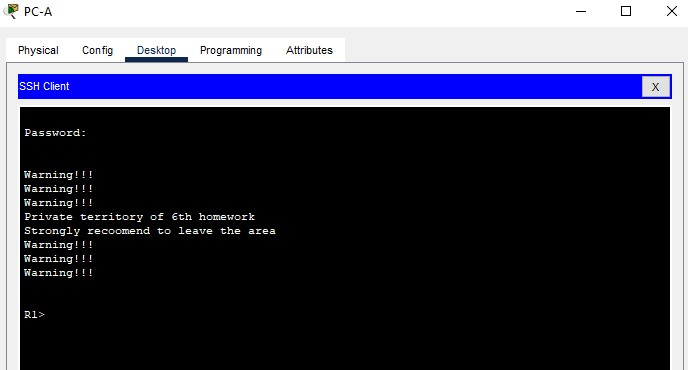 PC-A
Physical Config Desktop Programming Attributes
SSH Client X
Password:
Warning!!!
Warning!!!
Warning!!!
Private territory of 6th homework
Strongly recoomend to leave the area
Warning!!!
Warning!!!
Warning!!!
R1>